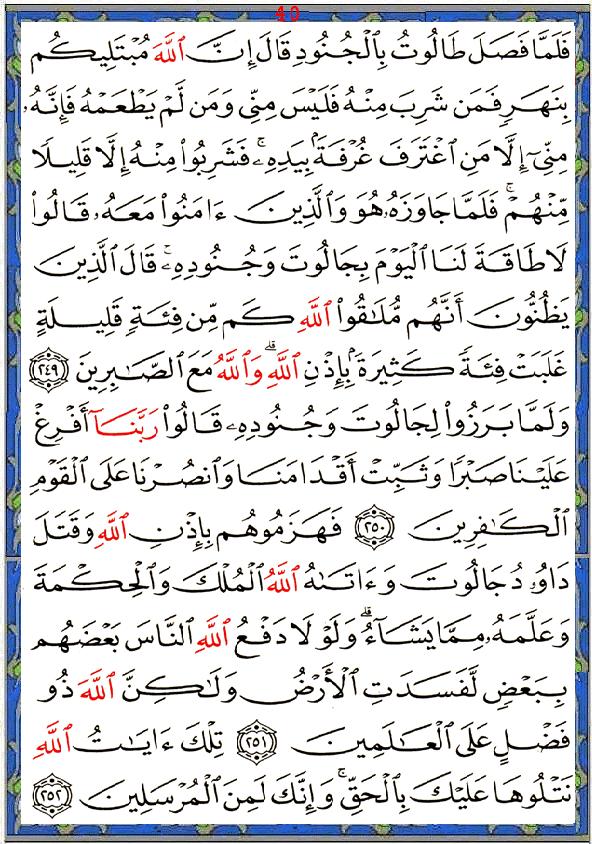 40
فَلَمَّا فَصَلَ طَالُوتُ بِٱلْجُنُودِ قَالَ إِنَّ ٱللَّهَ مُبْتَلِيكُم
بِنَهَرٍ فَمَن شَرِبَ مِنْهُ فَلَيْسَ مِنِّي وَمَن لَّمْ يَطْعَمْهُ فَإِنَّهُۥ
مِنِّيٓ إِلَّا مَنِ ٱغْتَرَفَ غُرْفَةَۢ بِيَدِهِۦۚ فَشَرِبُوا۟ مِنْهُ إِلَّا قَلِيلًا
مِّنْهُمْۚ فَلَمَّا جَاوَزَهُۥ هُوَ وَٱلَّذِينَ ءَامَنُوا۟ مَعَهُۥ قَالُوا۟
لَا طَاقَةَ لَنَا ٱلْيَوْمَ بِجَالُوتَ وَجُنُودِهِۦۚ قَالَ ٱلَّذِينَ
يَظُنُّونَ أَنَّهُم مُّلَٰقُوا۟ ٱللَّهِ كَم مِّن فِئَةٍ قَلِيلَةٍ
غَلَبَتْ فِئَةً كَثِيرَةَۢ بِإِذْنِ ٱللَّهِۗ وَٱللَّهُ مَعَ ٱلصَّٰبِرِينَ ٢٤٩
وَلَمَّا بَرَزُوا۟ لِجَالُوتَ وَجُنُودِهِۦ قَالُوا۟ رَبَّنَآ أَفْرِغْ
عَلَيْنَا صَبْرًا وَثَبِّتْ أَقْدَامَنَا وَٱنصُرْنَا عَلَى ٱلْقَوْمِ
ٱلْكَٰفِرِينَ ٢٥٠ فَهَزَمُوهُم بِإِذْنِ ٱللَّهِ وَقَتَلَ
دَاوُۥدُ جَالُوتَ وَءَاتَىٰهُ ٱللَّهُ ٱلْمُلْكَ وَٱلْحِكْمَةَ
وَعَلَّمَهُۥ مِمَّا يَشَآءُۗ وَلَوْلَا دَفْعُ ٱللَّهِ ٱلنَّاسَ بَعْضَهُم
بِبَعْضٍ لَّفَسَدَتِ ٱلْأَرْضُ وَلَٰكِنَّ ٱللَّهَ ذُو
فَضْلٍ عَلَى ٱلْعَٰلَمِينَ ٢٥١ تِلْكَ ءَايَٰتُ ٱللَّهِ
نَتْلُوهَا عَلَيْكَ بِٱلْحَقِّۚ وَإِنَّكَ لَمِنَ ٱلْمُرْسَلِينَ ٢٥٢